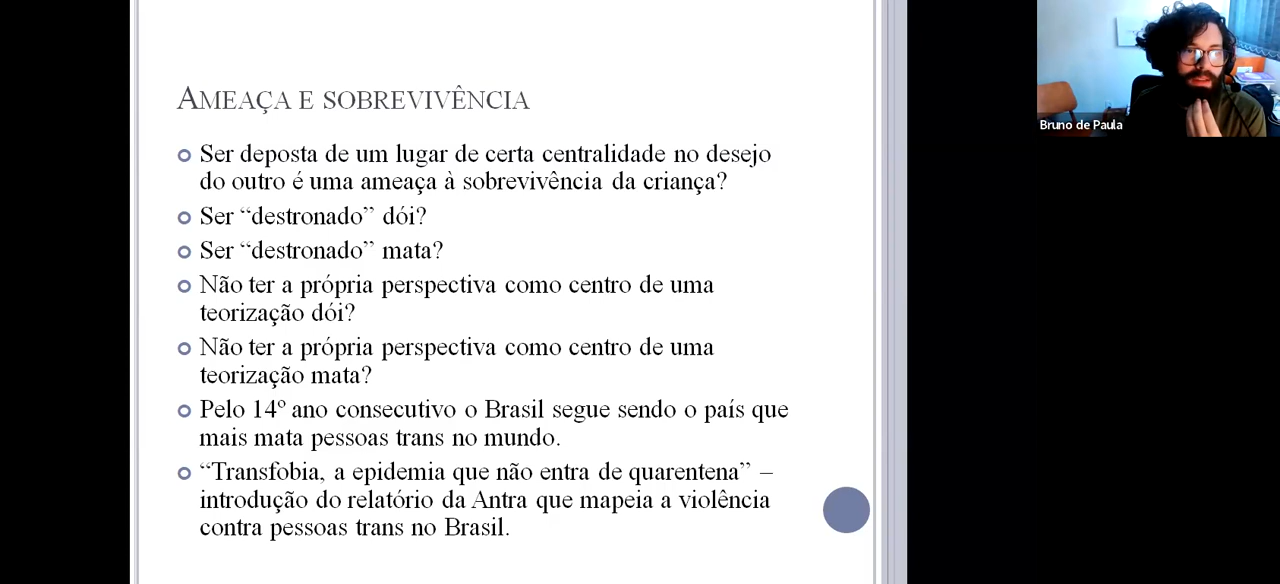 AMEAÇA E SOBREVIVÊNCIA
Ser deposta de um lugar de certa centralidade no desejo
do outro é uma ameaça à sobrevivência da criança?
Ser “destronado” dói?
Ser “destronado” mata?
Não ter a própria perspectiva como centro de uma
teorização dói?
Não ter a própria perspectiva como centro de uma
teorização mata?
Pelo 14º ano consecutivo o Brasil segue sendo o país que
mais mata pessoas trans no mundo.
“Transfobia, a epidemia que não entra de quarentena” –
introdução do relatório da Antra que mapeia a violência
contra pessoas trans no Brasil.
Bruno de Paula